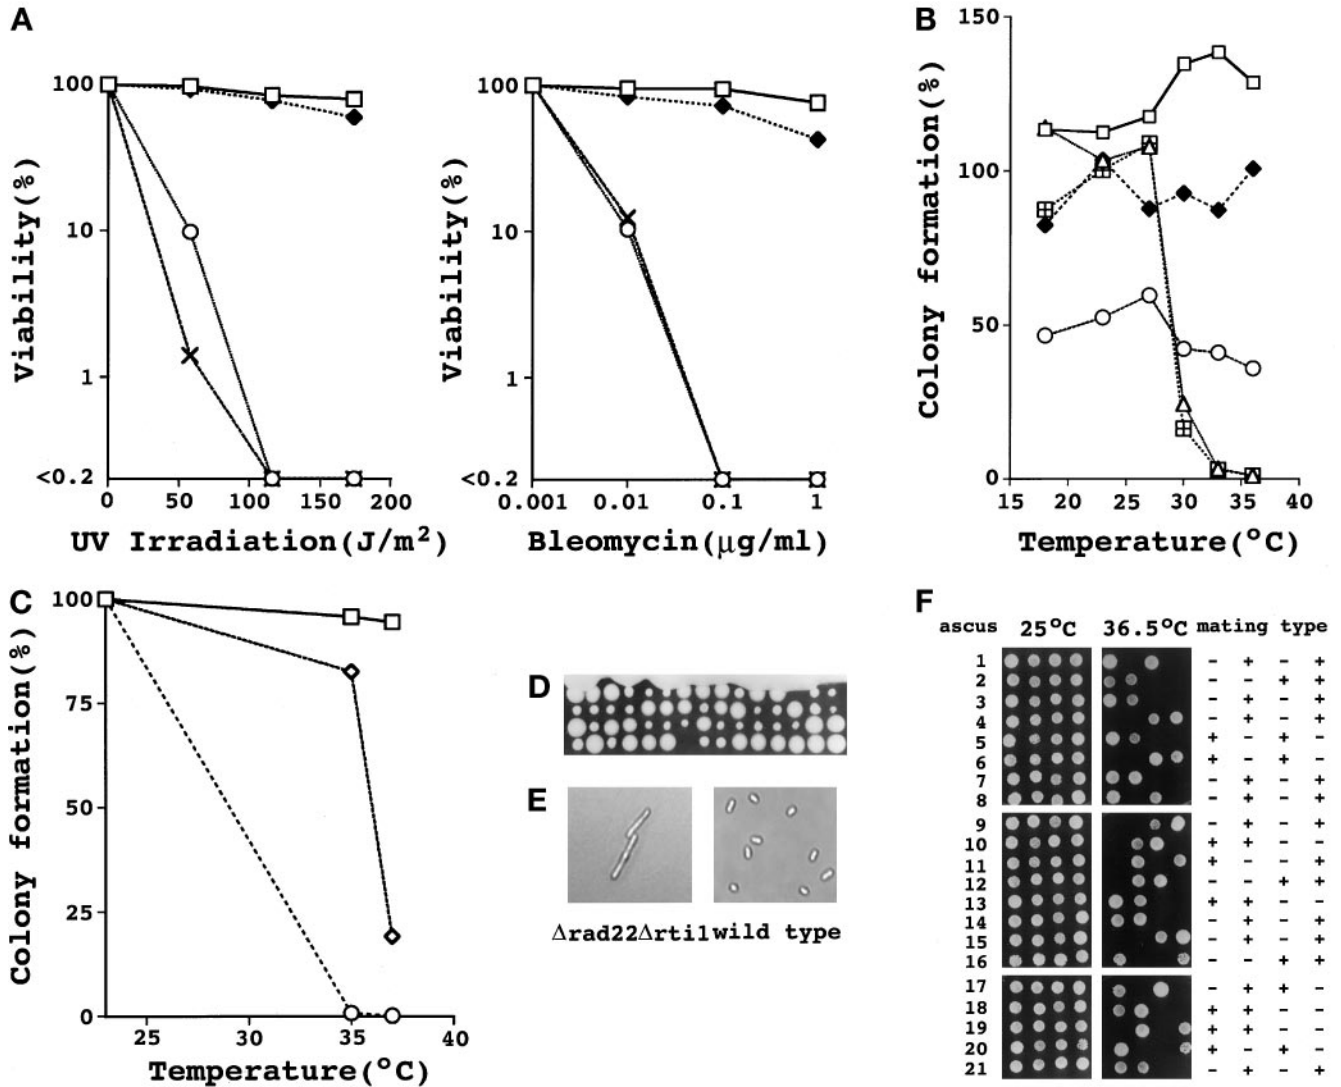 A
Viability(%)
100
10
1
<0.2
0 50 100 150 200
UV Irradiation(J/m²)
Viability(%)
100
10
1
<0.2
0.001 0.01 0.1 1
Bleomycin(μg/ml)
B
Colony formation(%)
150
100
50
0
15 20 25 30 35 40
Temperature(°C)
C
Colony formation(%)
100
75
50
25
0
25 30 35 40
Temperature(°C)
D
E
Δrad22Δrti1 wild type
F
ascus 25°C 36.5°C mating type
1 - + - +
2 - - + +
3 - + - +
4 - + - +
5 + - + -
6 + - + -
7 - + - +
8 - + - +
9 - + - +
10 + + - -
11 + - - +
12 - - + +
13 + + - -
14 - + - +
15 - + - +
16 - - + +
17 - + + -
18 + + - -
19 + + - -
20 + - + -
21 - + - +